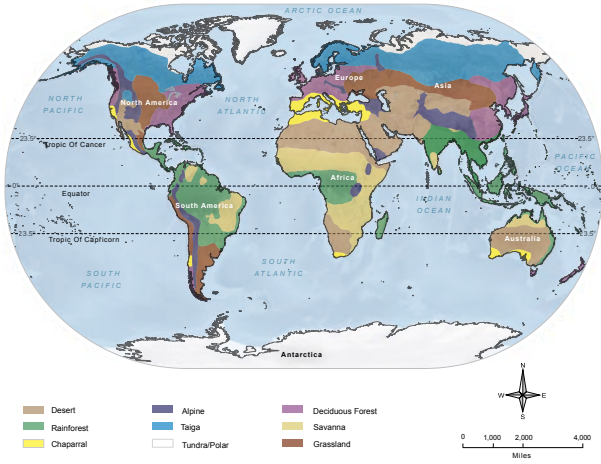 ARCTIC OCEAN
Europe
Asia
North America
NORTH
PACIFIC
NORTH
ATLANTIC
23.5°
Tropic Of Cancer
23.5°
PACIFIC
OCEAN
Africa
0°
Equator
0°
South America
INDIAN
OCEAN
23.5°
Tropic Of Capricorn
23.5°
Australia
SOUTH
PACIFIC
SOUTH
ATLANTIC
Antarctica
N
W
E
S
Desert
Rainforest
Chaparral
Alpine
Taiga
Tundra/Polar
Deciduous Forest
Savanna
Grassland
0 1,000 2,000 4,000
Miles